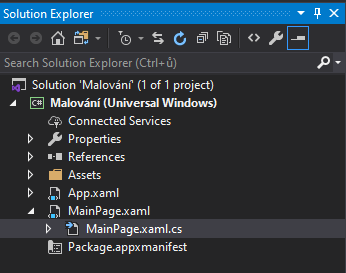 Solution Explorer
Search Solution Explorer (Ctrl+ů)
Solution 'Malování' (1 of 1 project)
C# Malování (Universal Windows)
Connected Services
Properties
References
Assets
App.xaml
MainPage.xaml
MainPage.xaml.cs
Package.appxmanifest